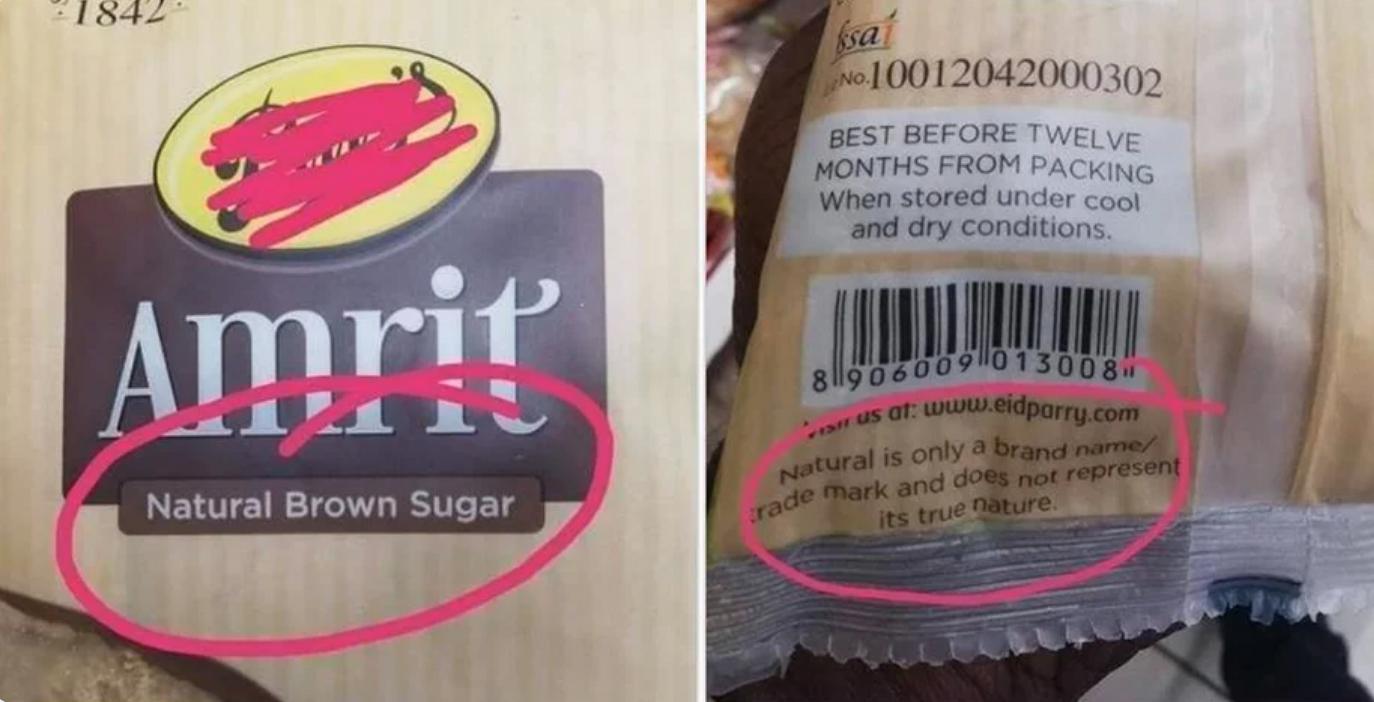 1842
Amrit
Natural Brown Sugar
fssai
No.10012042000302
BEST BEFORE TWELVE
MONTHS FROM PACKING
When stored under cool
and dry conditions.
8 906009 013008
Visit us at: www.eidparry.com
Natural is only a brand name/
trade mark and does not represent
its true nature.